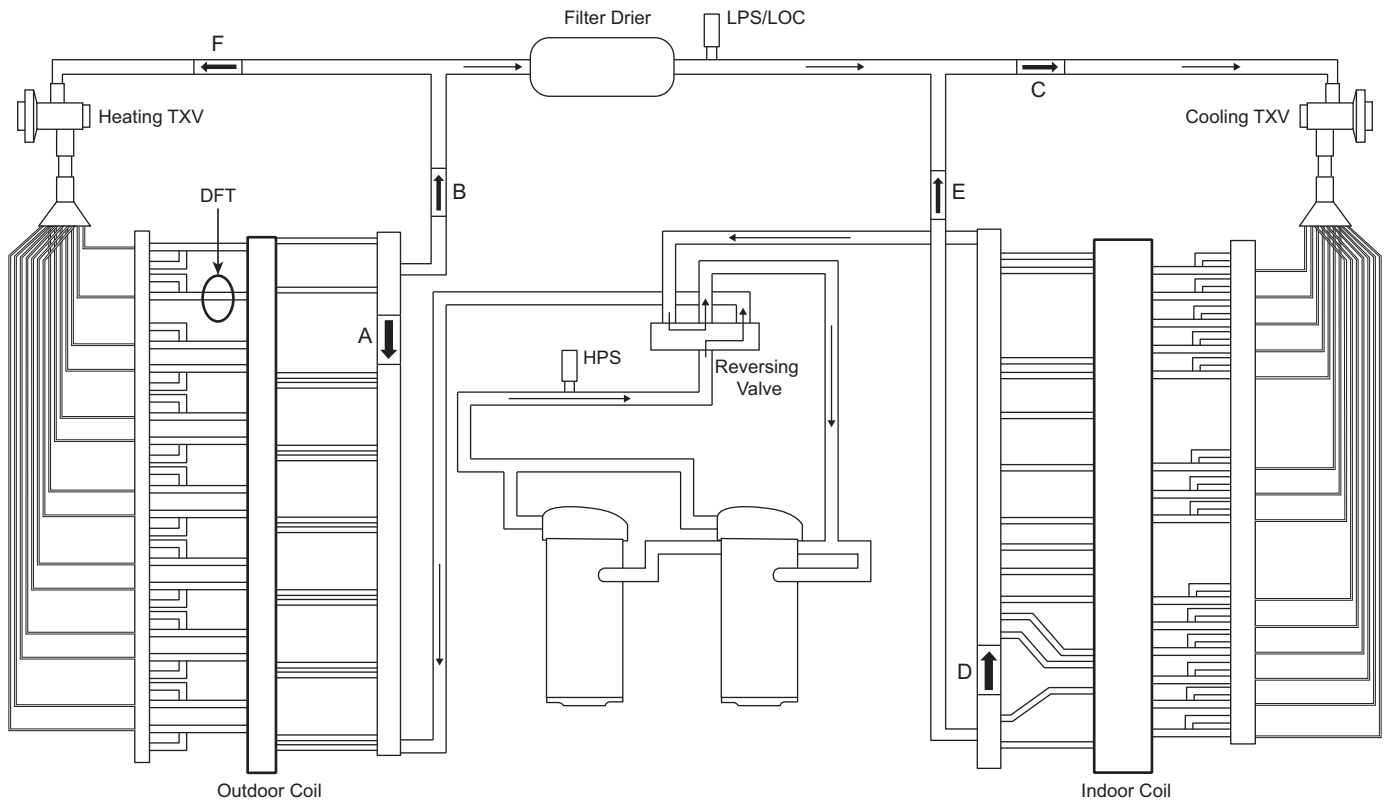 Filter Drier
LPS/LOC
F
C
Heating TXV
Cooling TXV
DFT
B
E
A
HPS
Reversing
Valve
D
Outdoor Coil
Indoor Coil